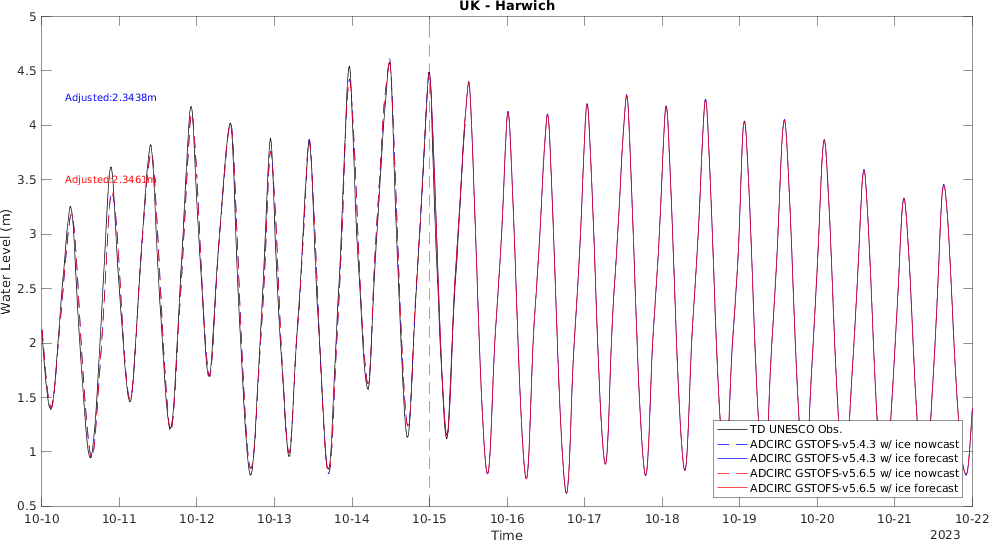 UK - Harwich
5
4.5
4
3.5
3
2.5
2
1.5
1
0.5
Water Level (m)
Adjusted:2.3438m
Adjusted:2.3461m
TD UNESCO Obs.
ADCIRC GSTOFS-v5.4.3 w/ ice nowcast
ADCIRC GSTOFS-v5.4.3 w/ ice forecast
ADCIRC GSTOFS-v5.6.5 w/ ice nowcast
ADCIRC GSTOFS-v5.6.5 w/ ice forecast
10-10 10-11 10-12 10-13 10-14 10-15 10-16 10-17 10-18 10-19 10-20 10-21 10-22
Time
2023